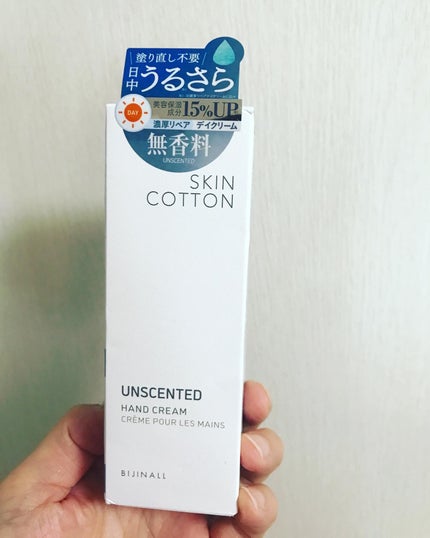 塗り直し不要
日中うるさら
DAY
美容保湿成分15%UP
濃厚リペア デイクリーム
無香料
UNSCENTED
SKIN
COTTON
UNSCENTED
HAND CREAM
CRÈME POUR LES MAINS
BIJINALL